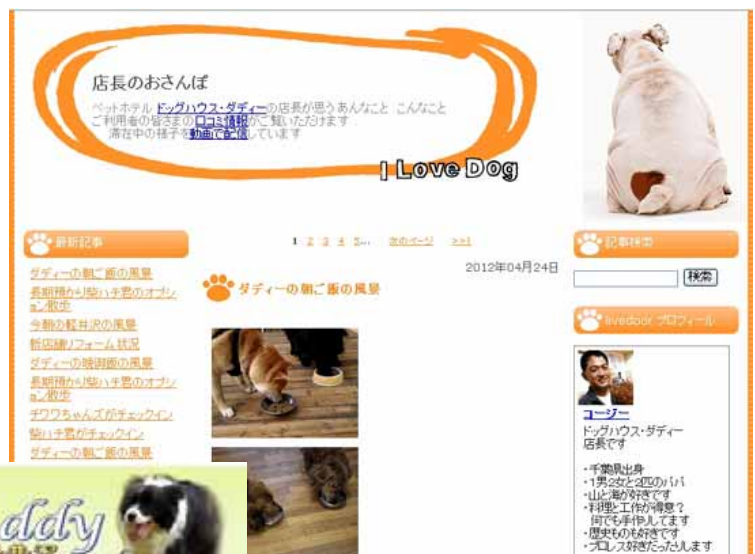 店長のおさんぽ
ペットホテル ドッグハウス・ダディーの店長が思うあんなこと こんなこと
ご利用者の皆さまの口コミ情報がご覧いただけます
滞在中の様子を動画で配信しています
I Love Dog
最新記事
ダディーの朝ご飯の風景
長期預から柴ハチ君のオプシ
ョン散歩
今朝の軽井沢の風景
新店舗リフォーム状況
ダディーの晩御飯の風景
長期預から柴ハチ君のオプシ
ョン散歩
チワワちゃんズがチェックイン
柴ハチ君がチェックイン
ダディーの朝ご飯の風景
1 2 3 4 5... 次のページ >>|
2012年04月24日
ダディーの朝ご飯の風景
記事検索
検索
livedoor プロフィール
コージー
ドッグハウス・ダディー
店長です
・千葉県出身
・1男2女と2匹のパパ
・山と海が好きです
・料理と工作が得意?
何でも手作りしてます
・歴史ものも好きです
・プロレス好きだったりします